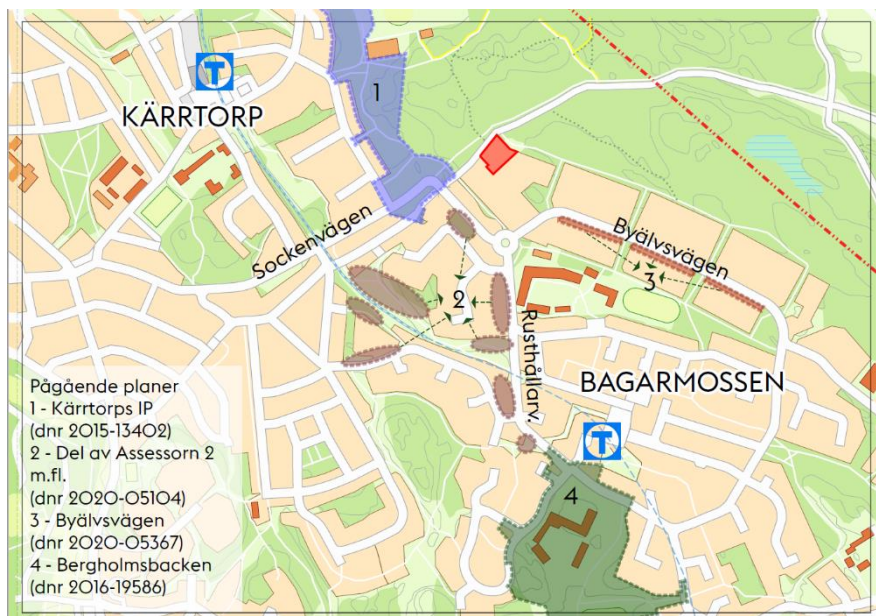 T
KÄRRTORP
1
Sockenvägen
Byälvsvägen
2
3
Rusthållarv.
BAGARMOSSEN
T
4
Pågående planer
1 - Kärrtorps IP
(dnr 2015-13402)
2 - Del av Assessorn 2
m.fl.
(dnr 2020-05104)
3 - Byälvsvägen
(dnr 2020-05367)
4 - Bergholmsbacken
(dnr 2016-19586)